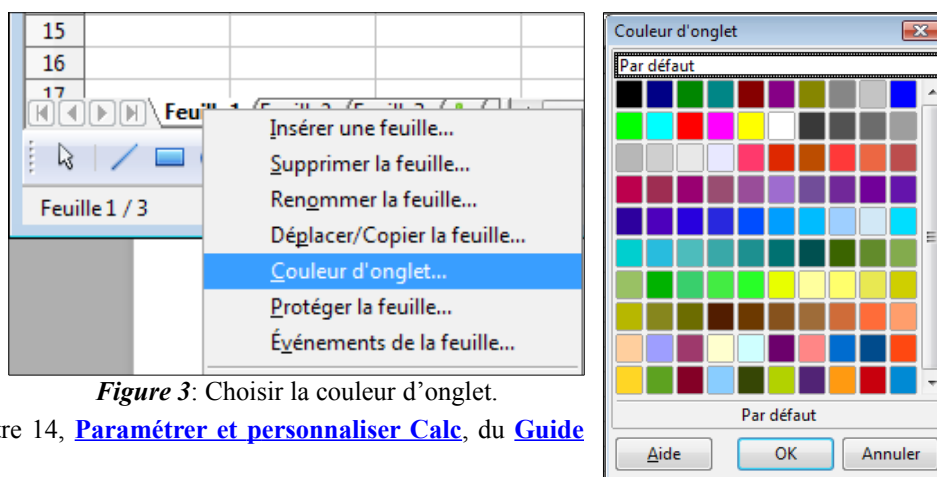 15
16
17
Feuille 1 / 3
Insérer une feuille...
Supprimer la feuille...
Renommer la feuille...
Déplacer/Copier la feuille...
Couleur d'onglet...
Protéger la feuille...
Événements de la feuille...
Figure 3: Choisir la couleur d’onglet.
tre 14, Paramétrer et personnaliser Calc, du Guide
Couleur d'onglet
Par défaut
Par défaut
Aide
OK
Annuler